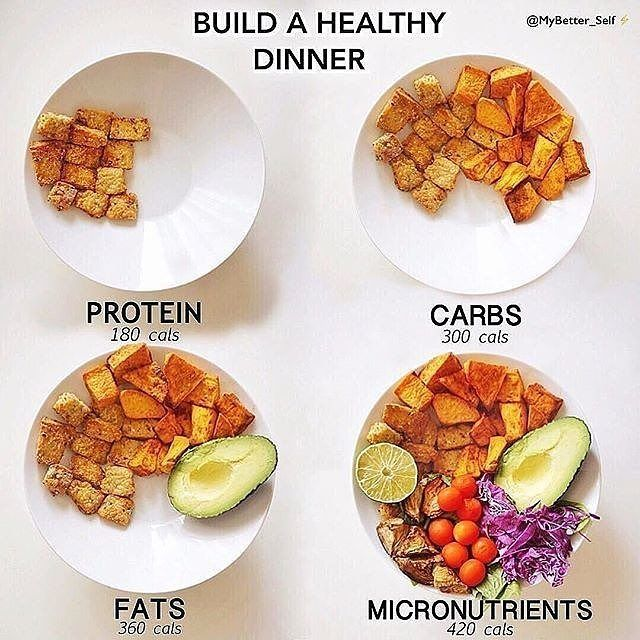 BUILD A HEALTHY
DINNER
@MyBetter_Self⚡
PROTEIN
180 cals
CARBS
300 cals
FATS
360 cals
MICRONUTRIENTS
420 cals